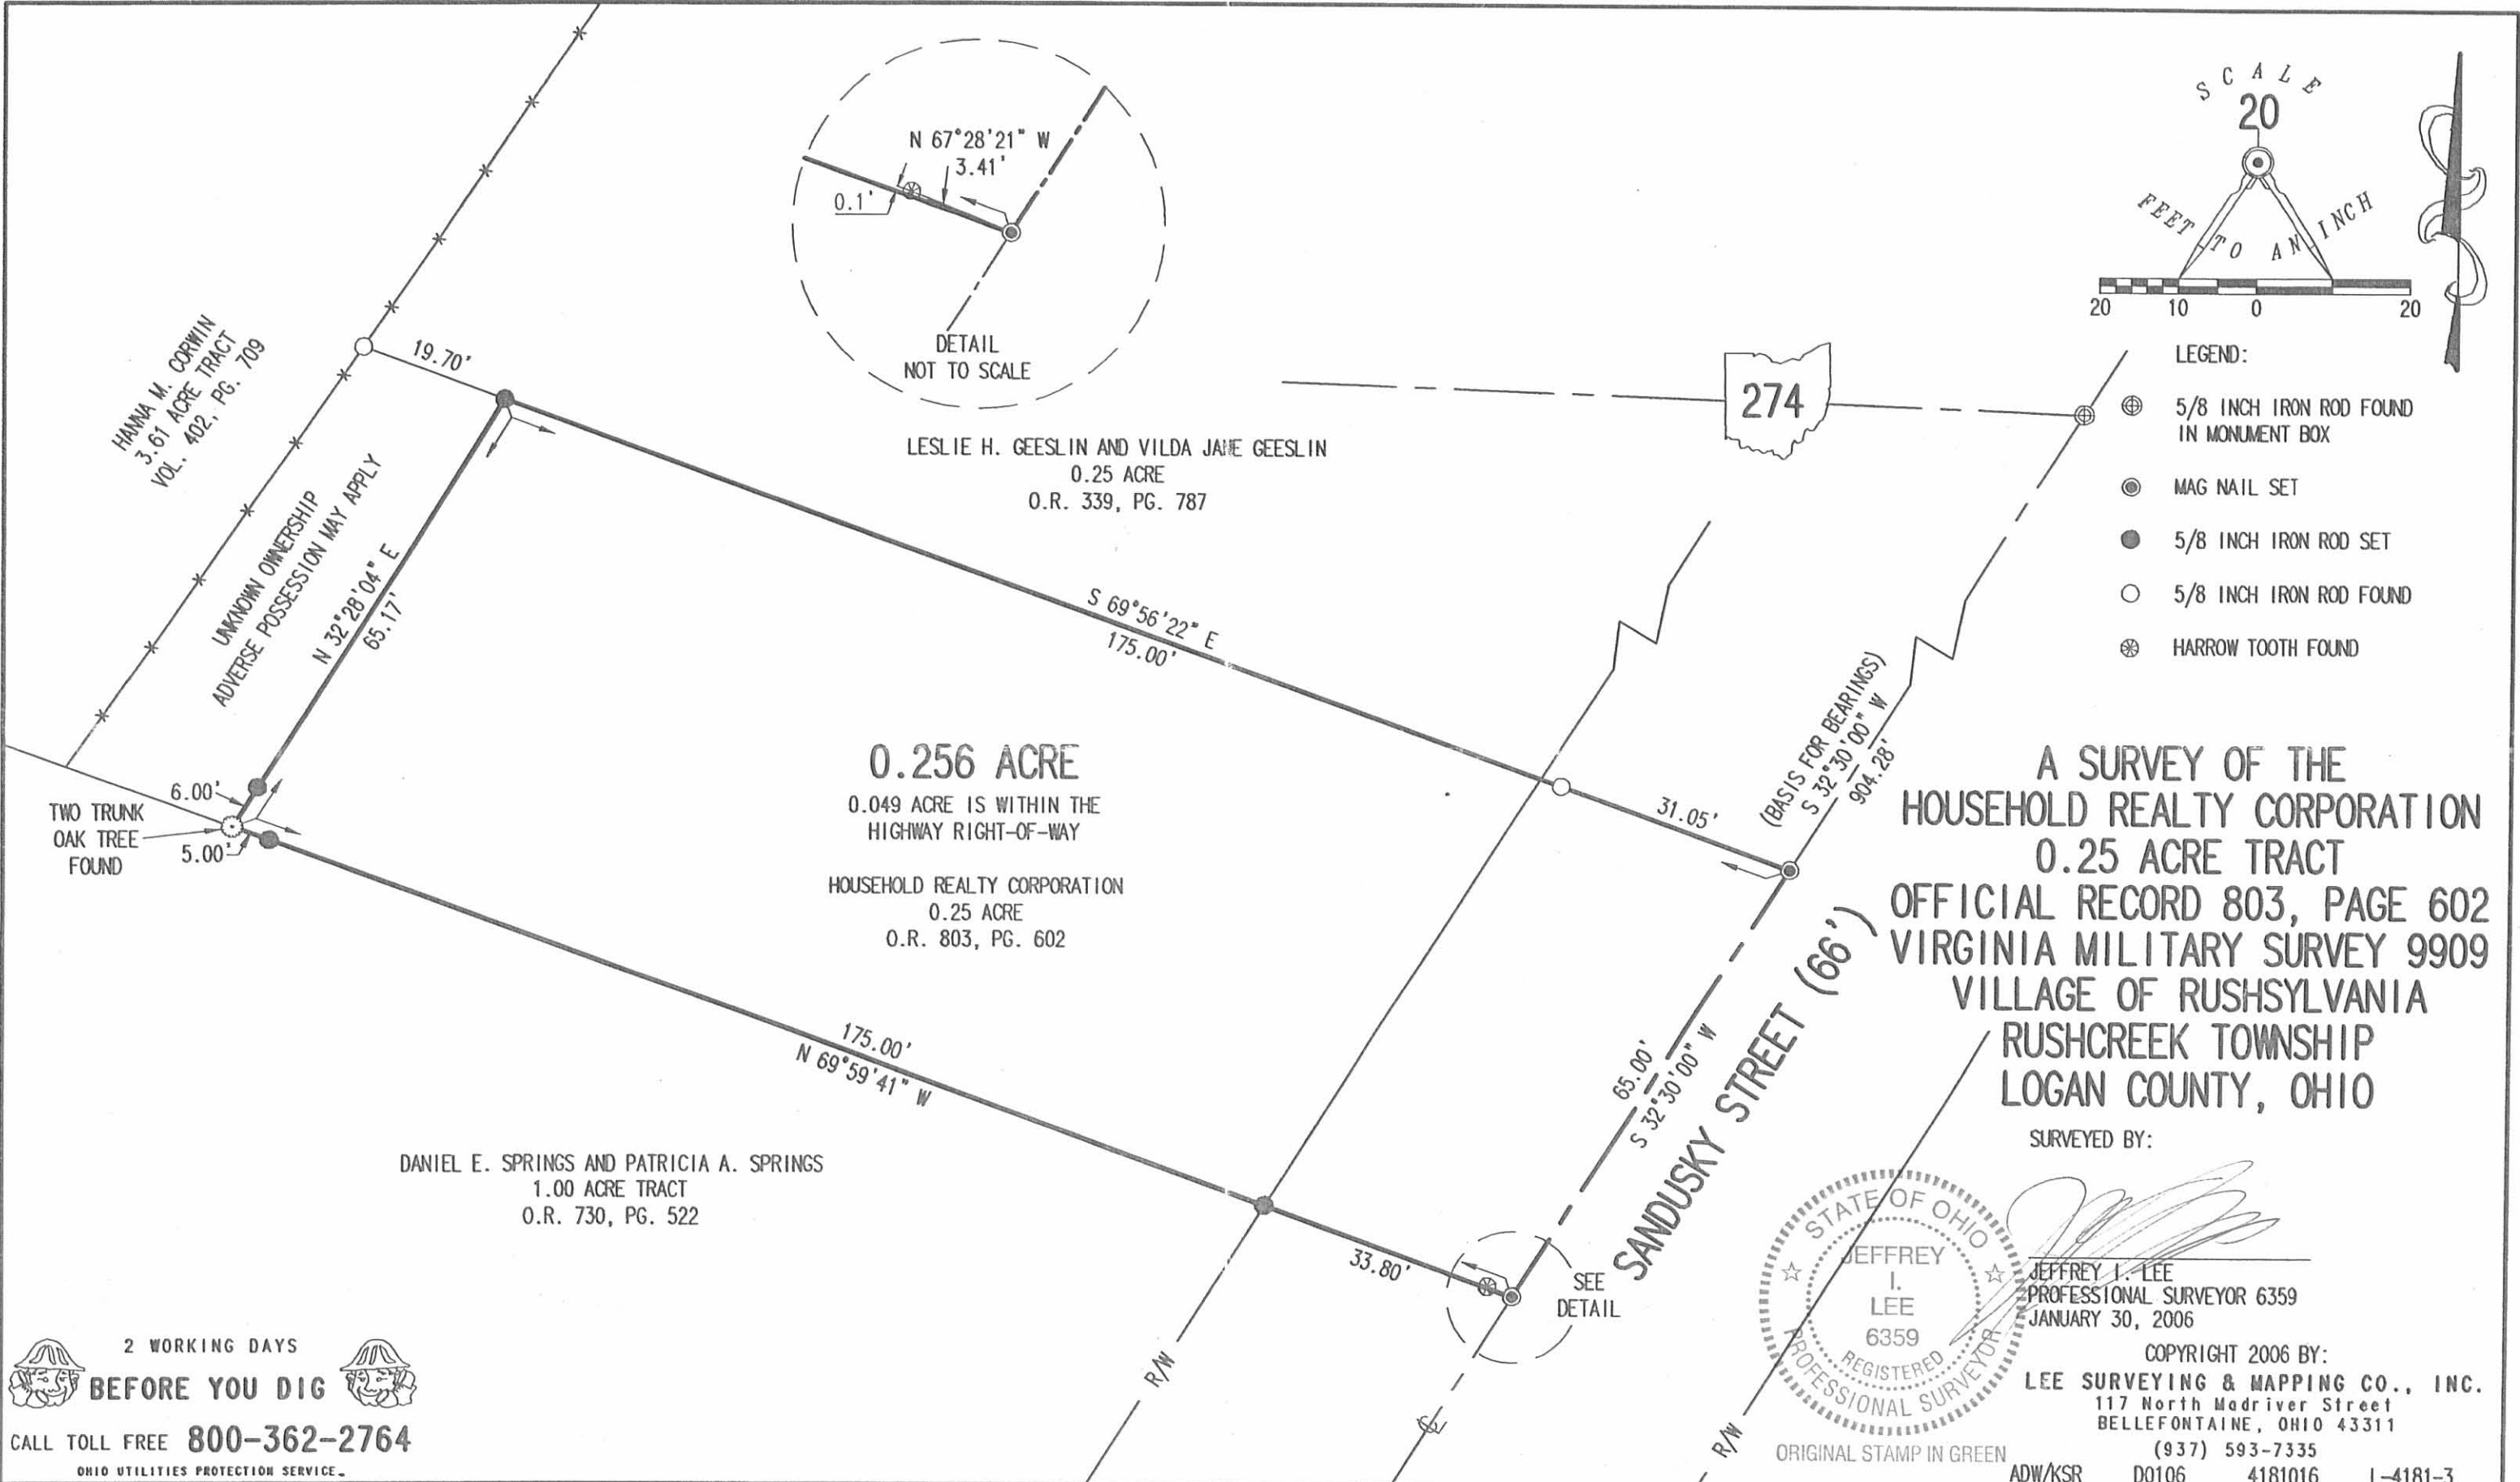 SCALE
20
FEET TO AN INCH
20 10 0 20
N 67°28'21" W
3.41'
0.1'
DETAIL
NOT TO SCALE
HANNA M. CORWIN
3.61 ACRE TRACT
VOL. 402, PG. 709
19.70'
274
LEGEND:
5/8 INCH IRON ROD FOUND
IN MONUMENT BOX
MAG NAIL SET
5/8 INCH IRON ROD SET
5/8 INCH IRON ROD FOUND
HARROW TOOTH FOUND
LESLIE H. GEESLIN AND VILDA JANE GEESLIN
0.25 ACRE
O.R. 339, PG. 787
UNKNOWN OWNERSHIP
ADVERSE POSSESSION MAY APPLY
N 32°28'04" E
65.17'
S 69°56'22" E
175.00'
(BASIS FOR BEARINGS)
S 32°30'00" W
904.28'
31.05'
6.00'
TWO TRUNK
OAK TREE
FOUND
5.00'
0.256 ACRE
0.049 ACRE IS WITHIN THE
HIGHWAY RIGHT-OF-WAY
HOUSEHOLD REALTY CORPORATION
0.25 ACRE
O.R. 803, PG. 602
A SURVEY OF THE
HOUSEHOLD REALTY CORPORATION
0.25 ACRE TRACT
OFFICIAL RECORD 803, PAGE 602
VIRGINIA MILITARY SURVEY 9909
VILLAGE OF RUSHSYLVANIA
RUSHCREEK TOWNSHIP
LOGAN COUNTY, OHIO
175.00'
N 69°59'41" W
65.00'
S 32°30'00" W
SANDUSKY STREET (66')
DANIEL E. SPRINGS AND PATRICIA A. SPRINGS
1.00 ACRE TRACT
O.R. 730, PG. 522
33.80'
SEE
DETAIL
R/W
R/W
SURVEYED BY:
STATE OF OHIO
JEFFREY
I.
LEE
6359
REGISTERED
PROFESSIONAL SURVEYOR
ORIGINAL STAMP IN GREEN
JEFFREY I. LEE
PROFESSIONAL SURVEYOR 6359
JANUARY 30, 2006
COPYRIGHT 2006 BY:
LEE SURVEYING & MAPPING CO., INC.
117 North Madriver Street
BELLEFONTAINE, OHIO 43311
(937) 593-7335
ADW/KSR D0106 4181016 L-4181-3
2 WORKING DAYS
BEFORE YOU DIG
CALL TOLL FREE 800-362-2764
OHIO UTILITIES PROTECTION SERVICE.